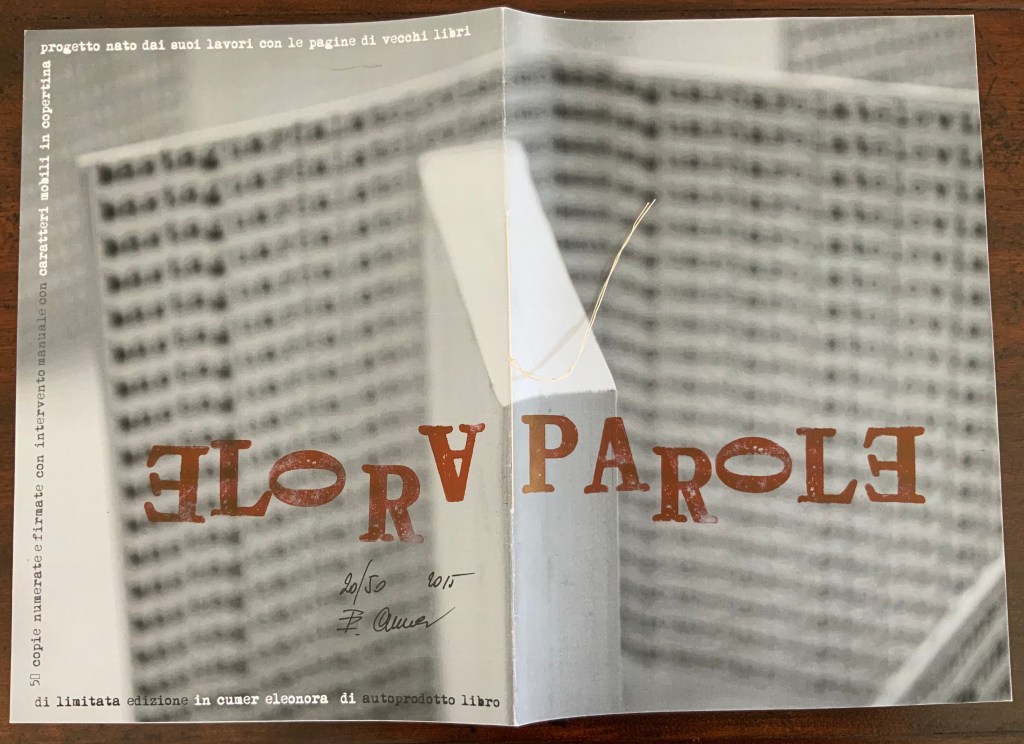 progetto nato dai suoi lavori con le pagine di vecchi libri
50 copie numerate e firmate con intervento manuale con caratteri mobili in copertina
ELORA PAROLE
20/50 2015
E. Cumer
di limitata edizione in cumer eleonora di autoprodotto libro